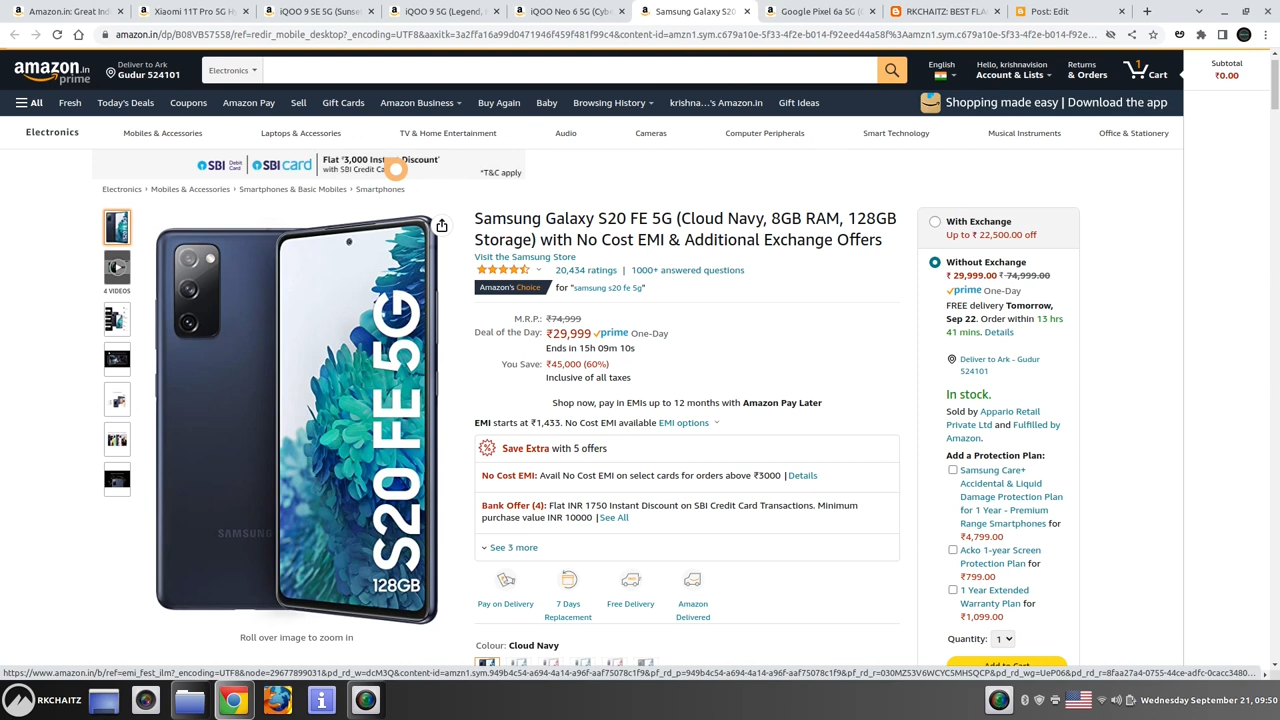 Amazon.in: Great Ind
Xiaomi 11T Pro 5G H
iQOO 9 SE 5G (Sunse
iQOO 9 5G (Legend,
iQOO Neo 6 5G (Cybe
Samsung Galaxy S20
Google Pixel 6a 5G (
RKCHAITZ: BEST FLA
Post: Edit
amazon.in/dp/B08VB57558/ref=redir_mobile_desktop?_encoding=UTF8&aaxitk=3a2ffa16a99d0471946f459f481f99c4&content-id=amzn1.sym.c679a10e-53ff-4f2e-b014-f92eed44a58f%3Aamzn1.sym.c679a10e-53ff-4f2e-b014-f92e...
amazon.in
prime
Deliver to Ark
Gudur 524101
Electronics
English
Hello, krishnavision
Account & Lists
Returns
& Orders
1
Cart
Subtotal
₹0.00
All
Fresh
Today's Deals
Coupons
Amazon Pay
Sell
Gift Cards
Amazon Business
Buy Again
Baby
Browsing History
krishna...'s Amazon.in
Gift Ideas
Shopping made easy | Download the app
Electronics
Mobiles & Accessories
Laptops & Accessories
TV & Home Entertainment
Audio
Cameras
Computer Peripherals
Smart Technology
Musical Instruments
Office & Stationery
SBI Debit Card
SBI card
Flat ₹3,000 Instant Discount*
with SBI Credit
*T&C apply
Electronics › Mobiles & Accessories › Smartphones & Basic Mobiles › Smartphones
4 VIDEOS
SAMSUNG
S20 FE 5G
128GB
Roll over image to zoom in
Samsung Galaxy S20 FE 5G (Cloud Navy, 8GB RAM, 128GB
Storage) with No Cost EMI & Additional Exchange Offers
Visit the Samsung Store
20,434 ratings | 1000+ answered questions
Amazon's Choice for "samsung s20 fe 5g"
M.R.P.: ₹74,999
Deal of the Day: ₹29,999 prime One-Day
Ends in 15h 09m 10s
You Save: ₹45,000 (60%)
Inclusive of all taxes
Shop now, pay in EMIs up to 12 months with Amazon Pay Later
EMI starts at ₹1,433. No Cost EMI available EMI options
Save Extra with 5 offers
No Cost EMI: Avail No Cost EMI on select cards for orders above ₹3000 | Details
Bank Offer (4): Flat INR 1750 Instant Discount on SBI Credit Card Transactions. Minimum
purchase value INR 10000 | See All
See 3 more
Pay on Delivery
7 Days
Replacement
Free Delivery
Amazon
Delivered
Colour: Cloud Navy
With Exchange
Up to ₹ 22,500.00 off
Without Exchange
₹ 29,999.00 ₹ 74,999.00
prime One-Day
FREE delivery Tomorrow,
Sep 22. Order within 13 hrs
41 mins. Details
Deliver to Ark - Gudur
524101
In stock.
Sold by Appario Retail
Private Ltd and Fulfilled by
Amazon.
Add a Protection Plan:
Samsung Care+
Accidental & Liquid
Damage Protection Plan
for 1 Year - Premium
Range Smartphones for
₹4,799.00
Acko 1-year Screen
Protection Plan for
₹799.00
1 Year Extended
Warranty Plan for
₹1,099.00
Quantity: 1
Add to Cart
RKCHAITZ
Wednesday September 21, 09:50